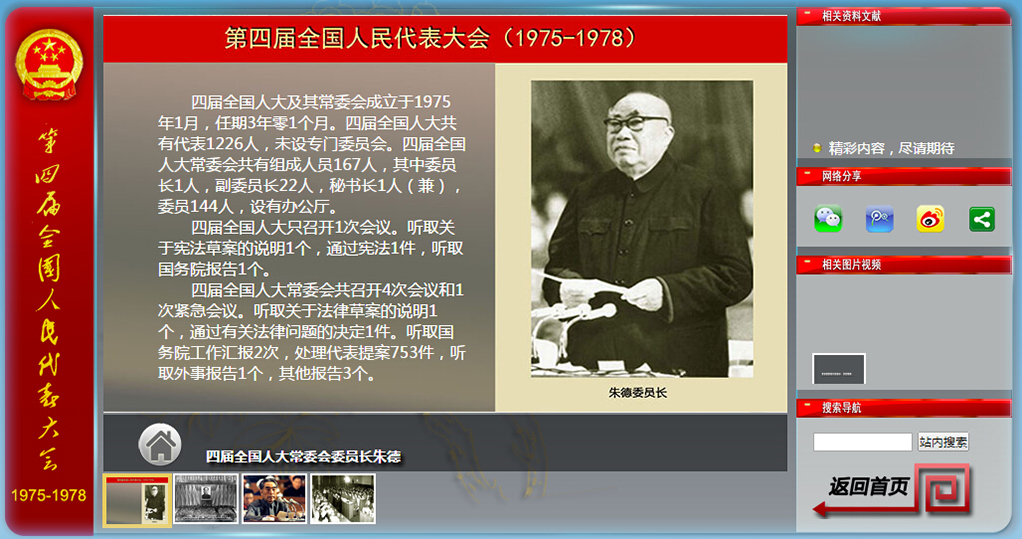 第四届全国人民代表大会
1975-1978
第四届全国人民代表大会（1975-1978）
四届全国人大及其常委会成立于1975
年1月，任期3年零1个月。四届全国人大共
有代表1226人，未设专门委员会。四届全国
人大常委会共有组成人员167人，其中委员
长1人，副委员长22人，秘书长1人（兼），
委员144人，设有办公厅。
四届全国人大只召开1次会议。听取关
于宪法草案的说明1个，通过宪法1件，听取
国务院报告1个。
四届全国人大常委会共召开4次会议和1
次紧急会议。听取关于法律草案的说明1
个，通过有关法律问题的决定1件。听取国
务院工作汇报2次，处理代表提案753件，听
取外事报告1个，其他报告3个。
朱德委员长
四届全国人大常委会委员长朱德
相关资料文献
精彩内容，尽请期待
网络分享
相关图片视频
搜索导航
站内搜索
返回首页